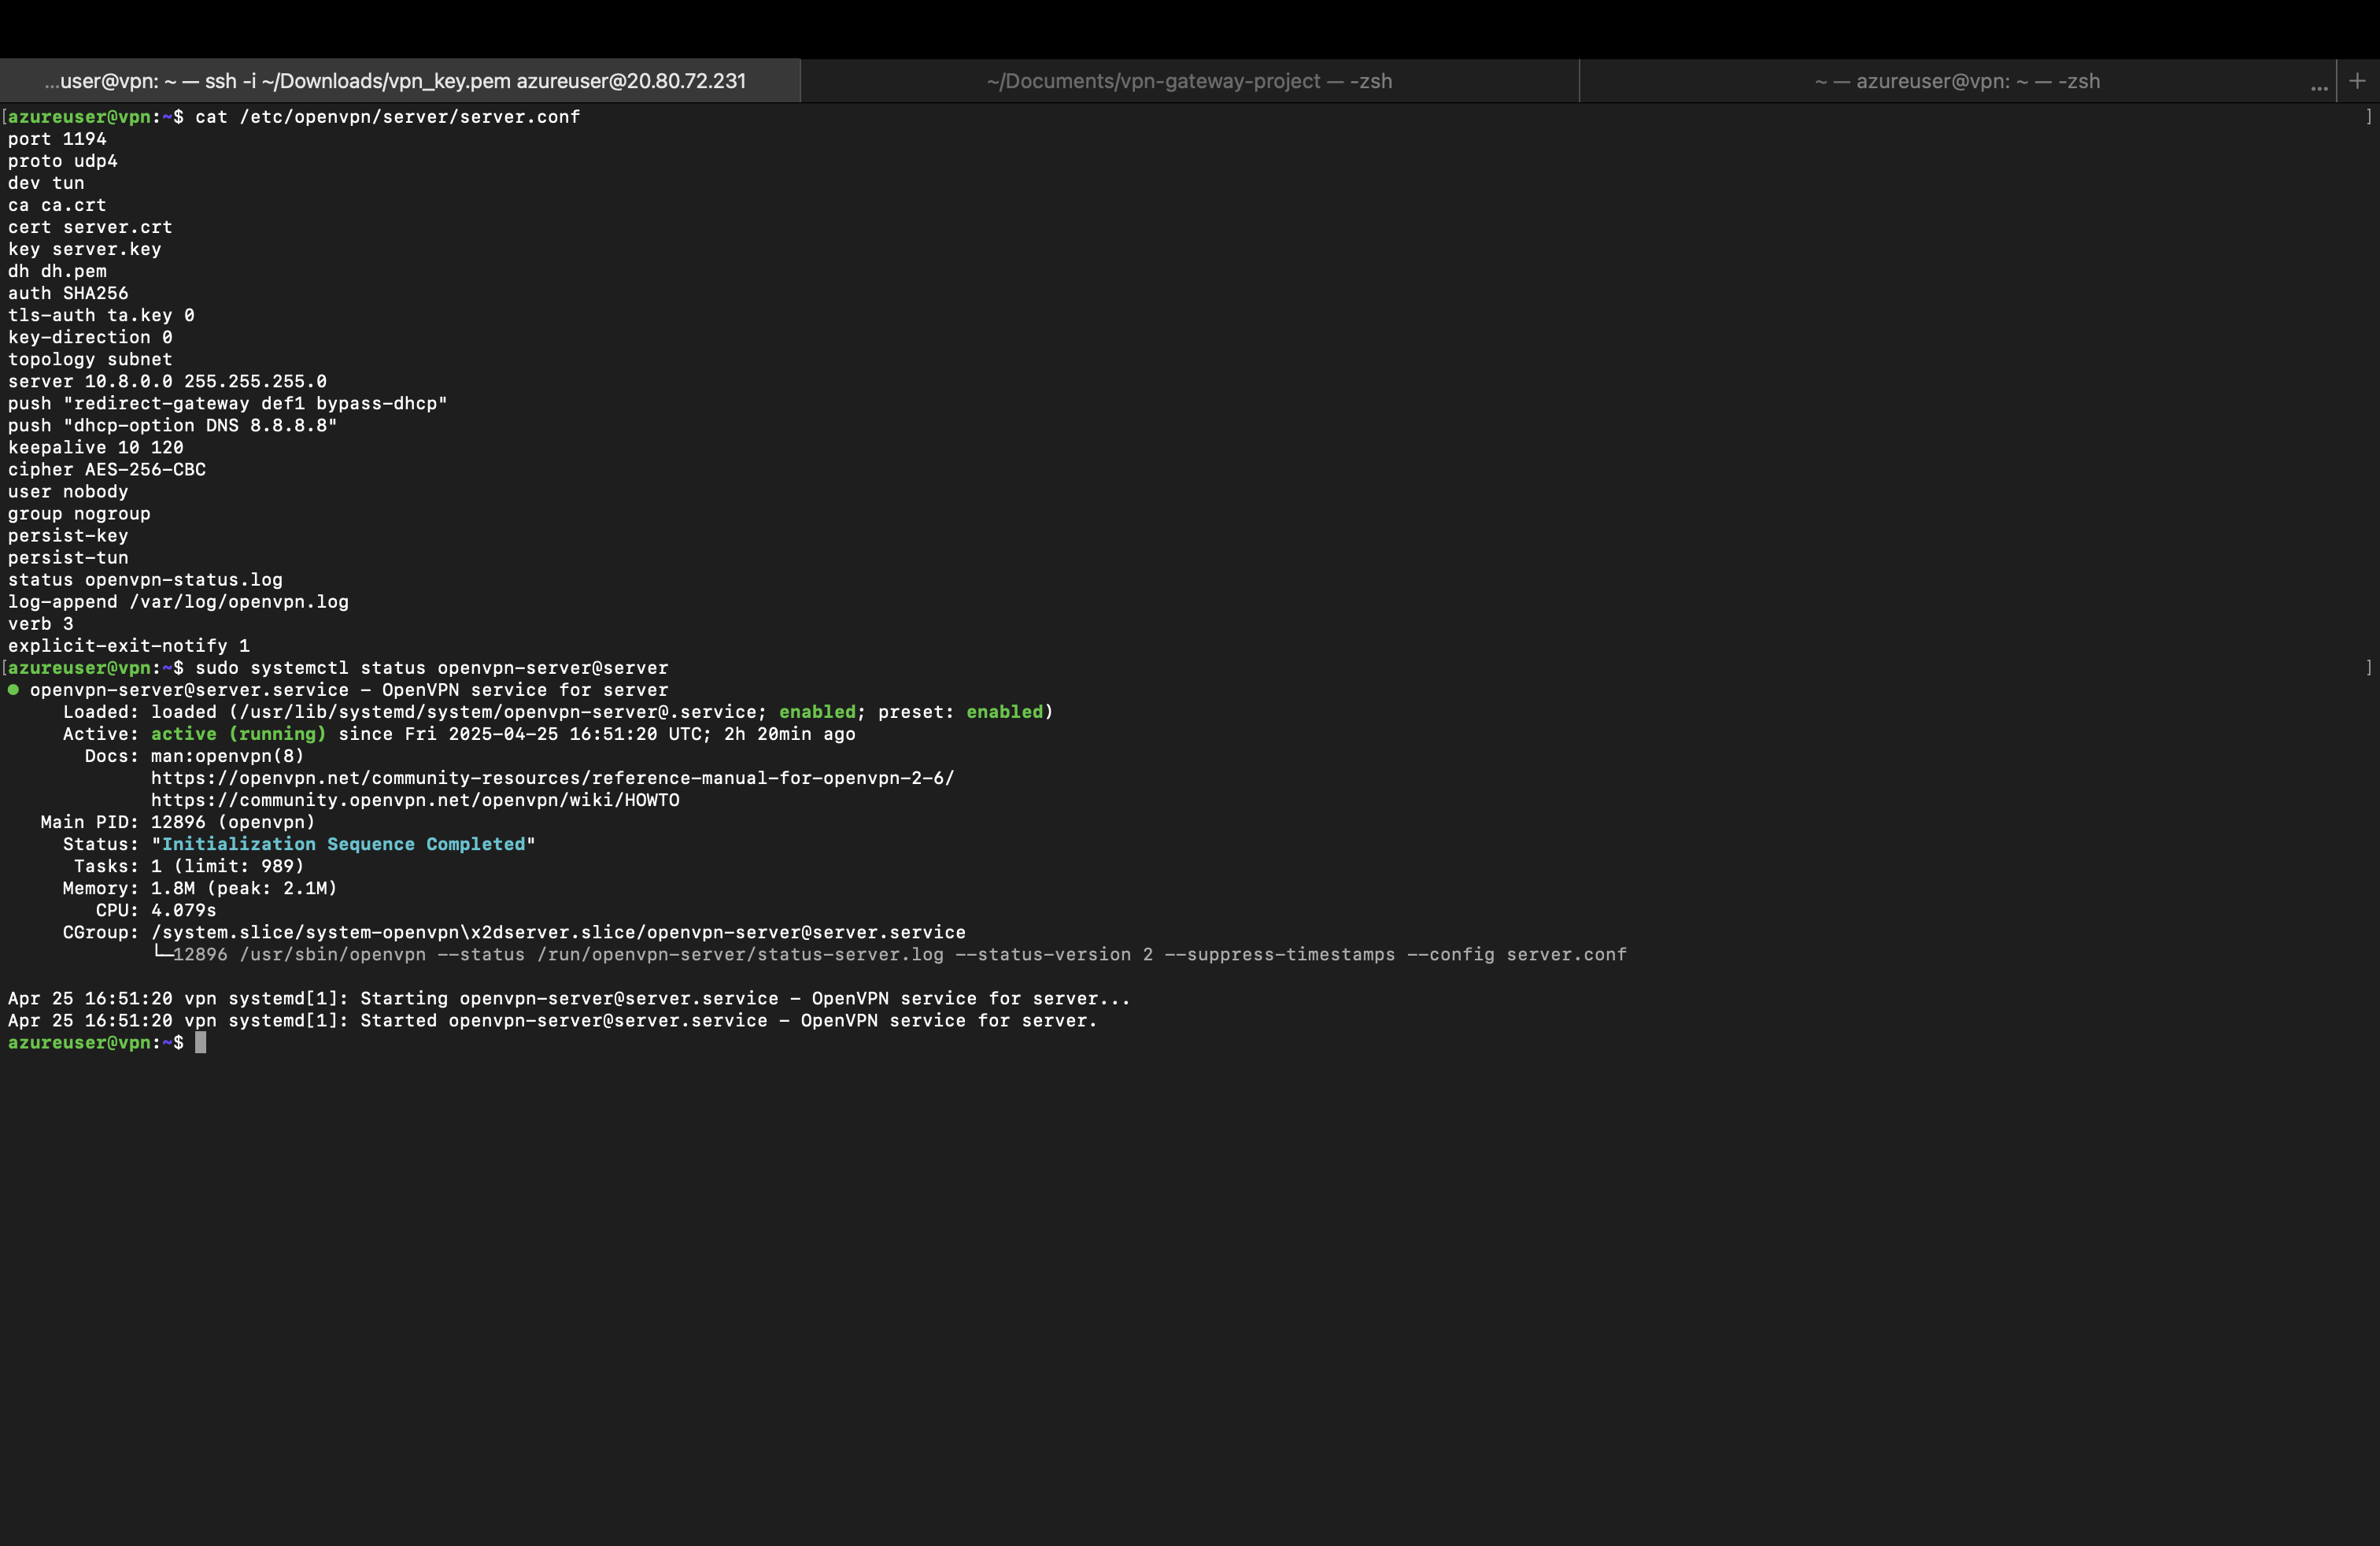 ...user@vpn: ~ — ssh -i ~/Downloads/vpn_key.pem azureuser@20.80.72.231
~/Documents/vpn-gateway-project — -zsh
~ — azureuser@vpn: ~ — -zsh
...
+
[azureuser@vpn:~$ cat /etc/openvpn/server/server.conf ]
port 1194
proto udp4
dev tun
ca ca.crt
cert server.crt
key server.key
dh dh.pem
auth SHA256
tls-auth ta.key 0
key-direction 0
topology subnet
server 10.8.0.0 255.255.255.0
push "redirect-gateway def1 bypass-dhcp"
push "dhcp-option DNS 8.8.8.8"
keepalive 10 120
cipher AES-256-CBC
user nobody
group nogroup
persist-key
persist-tun
status openvpn-status.log
log-append /var/log/openvpn.log
verb 3
explicit-exit-notify 1
[azureuser@vpn:~$ sudo systemctl status openvpn-server@server ]
● openvpn-server@server.service - OpenVPN service for server
     Loaded: loaded (/usr/lib/systemd/system/openvpn-server@.service; enabled; preset: enabled)
     Active: active (running) since Fri 2025-04-25 16:51:20 UTC; 2h 20min ago
       Docs: man:openvpn(8)
             https://openvpn.net/community-resources/reference-manual-for-openvpn-2-6/
             https://community.openvpn.net/openvpn/wiki/HOWTO
   Main PID: 12896 (openvpn)
     Status: "Initialization Sequence Completed"
      Tasks: 1 (limit: 989)
     Memory: 1.8M (peak: 2.1M)
        CPU: 4.079s
     CGroup: /system.slice/system-openvpn\x2dserver.slice/openvpn-server@server.service
             └─12896 /usr/sbin/openvpn --status /run/openvpn-server/status-server.log --status-version 2 --suppress-timestamps --config server.conf
Apr 25 16:51:20 vpn systemd[1]: Starting openvpn-server@server.service - OpenVPN service for server...
Apr 25 16:51:20 vpn systemd[1]: Started openvpn-server@server.service - OpenVPN service for server.
azureuser@vpn:~$